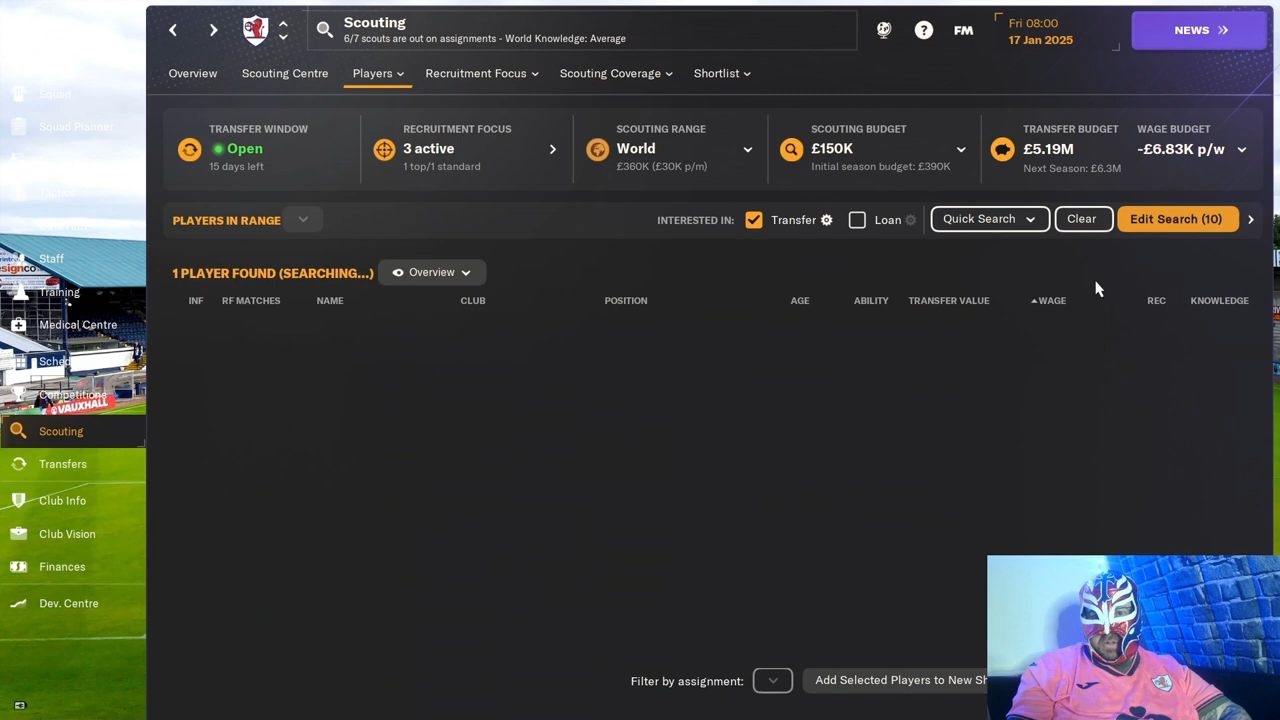 Scouting
6/7 scouts are out on assignments - World Knowledge: Average
FM
Fri 08:00
17 Jan 2025
NEWS
Overview
Scouting Centre
Players
Recruitment Focus
Scouting Coverage
Shortlist
TRANSFER WINDOW
Open
15 days left
RECRUITMENT FOCUS
3 active
1 top/1 standard
SCOUTING RANGE
World
£360K (£30K p/m)
SCOUTING BUDGET
£150K
Initial season budget: £390K
TRANSFER BUDGET
£5.19M
Next Season: £6.3M
WAGE BUDGET
-£6.83K p/w
PLAYERS IN RANGE
INTERESTED IN:
Transfer
Loan
Quick Search
Clear
Edit Search (10)
1 PLAYER FOUND (SEARCHING...)
Overview
INF RF MATCHES NAME CLUB POSITION AGE ABILITY TRANSFER VALUE WAGE REC KNOWLEDGE
Squad
Squad Planner
Staff
Training
Medical Centre
Sched
Competitions
VAUXHALL
Scouting
Transfers
Club Info
Club Vision
Finances
Dev. Centre
Filter by assignment:
Add Selected Players to New Sh